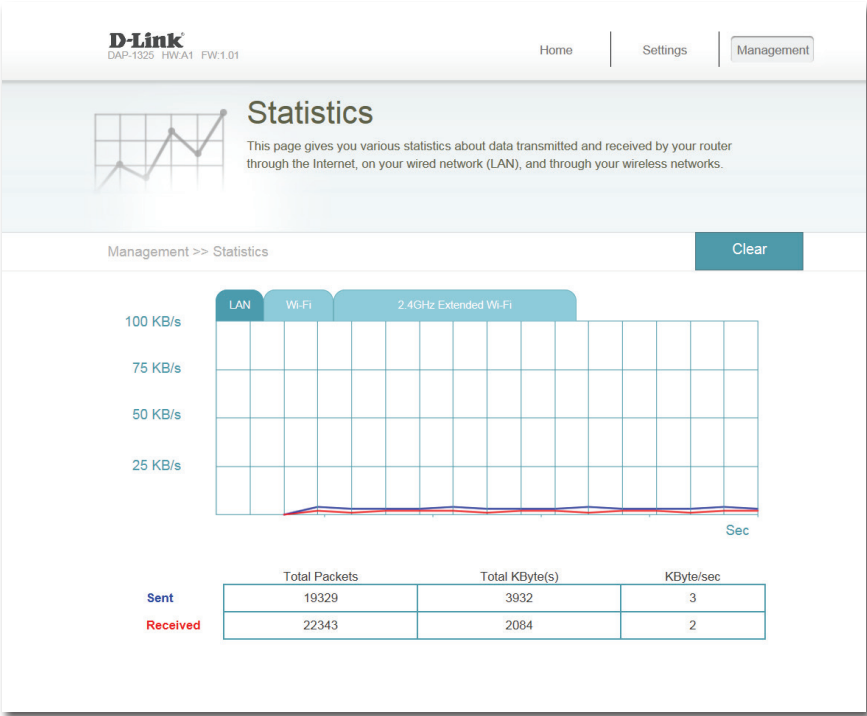 D-Link
DAP-1325 HW:A1 FW:1.01
Home Settings Management
Statistics
This page gives you various statistics about data transmitted and received by your router
through the Internet, on your wired network (LAN), and through your wireless networks.
Management >> Statistics Clear
LAN Wi-Fi 2.4GHz Extended Wi-Fi
100 KB/s
75 KB/s
50 KB/s
25 KB/s
Sec
Total Packets Total KByte(s) KByte/sec
Sent 19329 3932 3
Received 22343 2084 2